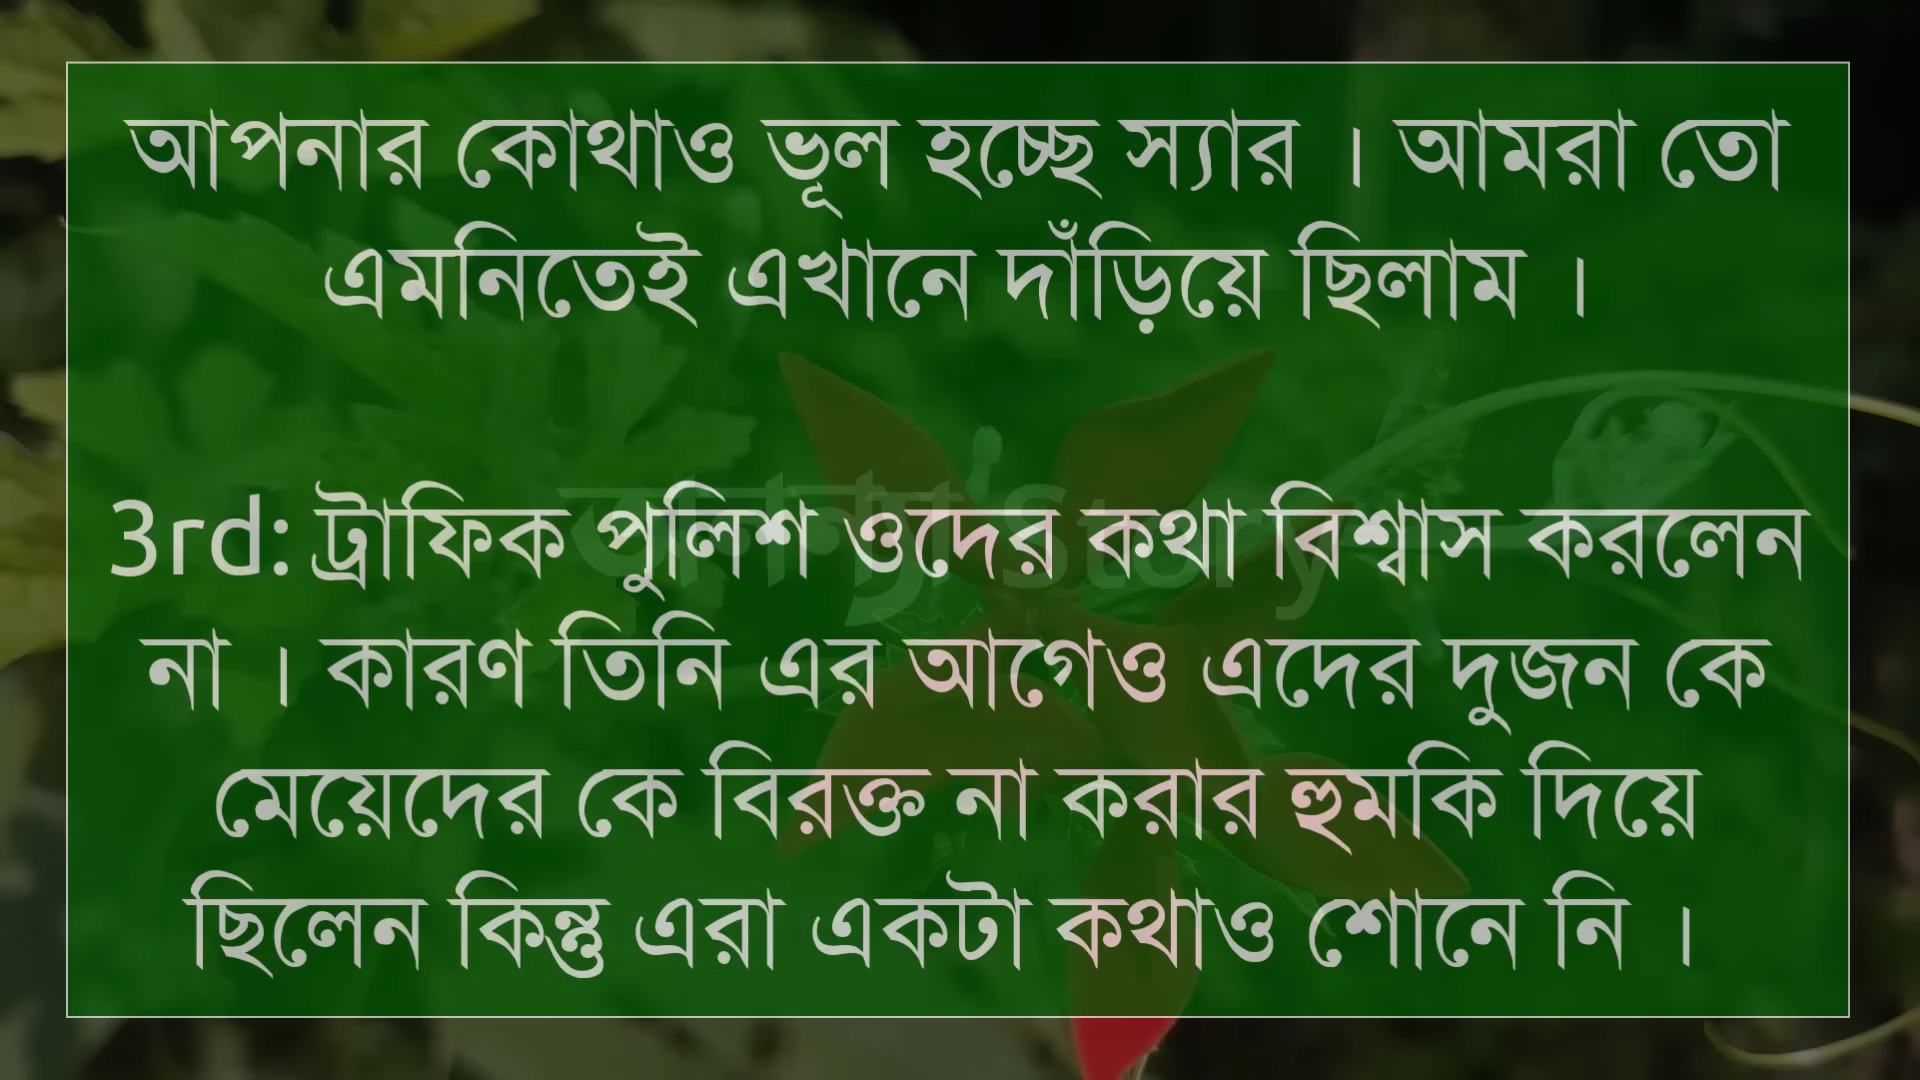 আপনার কোথাও ভূল হচ্ছে স্যার । আমরা তো
এমনিতেই এখানে দাঁড়িয়ে ছিলাম ।
3rd: ট্রাফিক পুলিশ ওদের কথা বিশ্বাস করলেন
না । কারণ তিনি এর আগেও এদের দুজন কে
মেয়েদের কে বিরক্ত না করার হুমকি দিয়ে
ছিলেন কিন্তু এরা একটা কথাও শোনে নি ।
Story